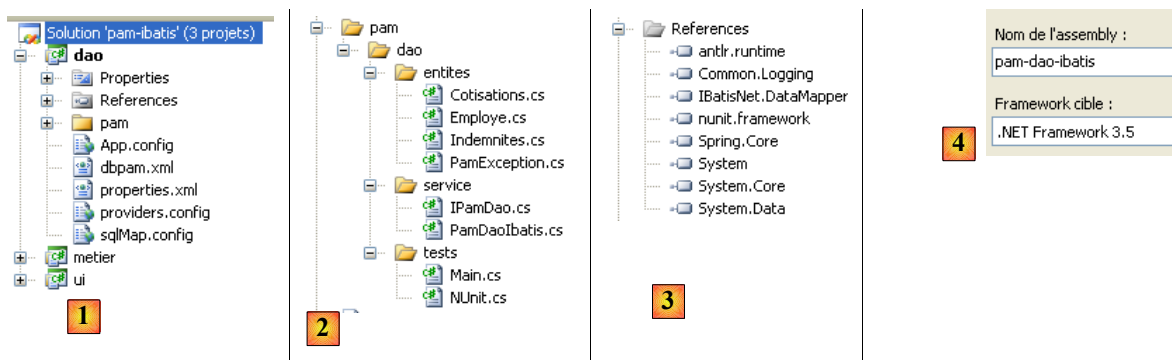 Solution 'pam-ibatis' (3 projets)
dao
Properties
References
pam
App.config
dbpam.xml
properties.xml
providers.config
sqlMap.config
metier
ui
1
pam
dao
entites
Cotisations.cs
Employe.cs
Indemnites.cs
PamException.cs
service
IPamDao.cs
PamDaoIbatis.cs
tests
Main.cs
NUnit.cs
2
References
antlr.runtime
Common.Logging
IBatisNet.DataMapper
nunit.framework
Spring.Core
System
System.Core
System.Data
3
Nom de l'assembly :
pam-dao-ibatis
Framework cible :
.NET Framework 3.5
4